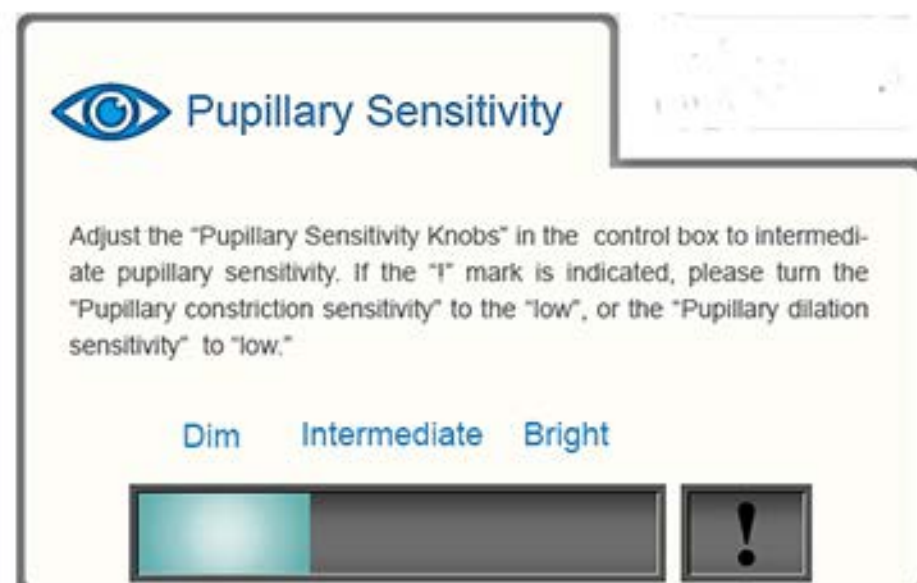 Pupillary Sensitivity
Adjust the “Pupillary Sensitivity Knobs” in the control box to intermedi-
ate pupillary sensitivity. If the “!” mark is indicated, please turn the
“Pupillary constriction sensitivity” to the “low”, or the “Pupillary dilation
sensitivity” to “low.”
Dim Intermediate Bright
!